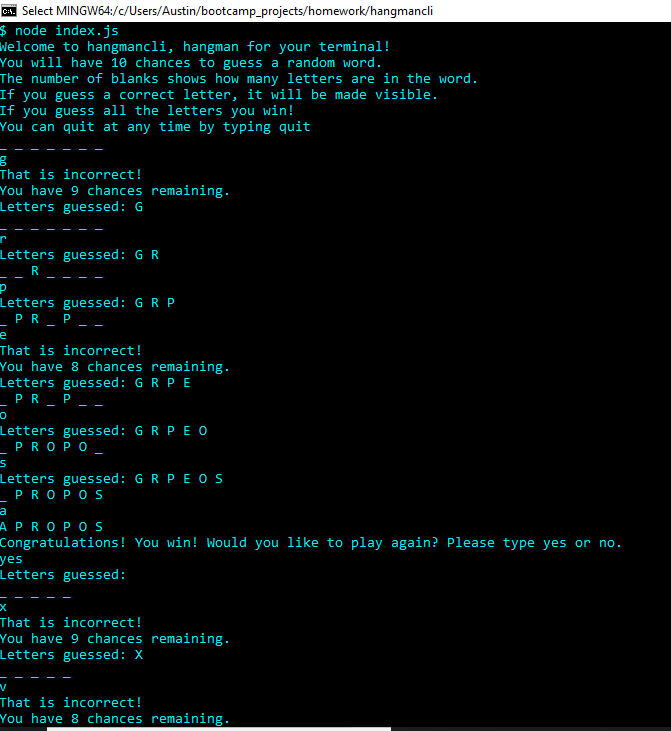 Select MINGW64:/c/Users/Austin/bootcamp_projects/homework/hangmancli
$ node index.js
Welcome to hangmancli, hangman for your terminal!
You will have 10 chances to guess a random word.
The number of blanks shows how many letters are in the word.
If you guess a correct letter, it will be made visible.
If you guess all the letters you win!
You can quit at any time by typing quit
_ _ _ _ _ _ _
g
That is incorrect!
You have 9 chances remaining.
Letters guessed: G
_ _ _ _ _ _ _
r
Letters guessed: G R
_ _ R _ _ _ _
p
Letters guessed: G R P
_ P R _ P _ _
e
That is incorrect!
You have 8 chances remaining.
Letters guessed: G R P E
_ P R _ P _ _
o
Letters guessed: G R P E O
_ P R O P O _
s
Letters guessed: G R P E O S
_ P R O P O S
a
A P R O P O S
Congratulations! You win! Would you like to play again? Please type yes or no.
yes
Letters guessed:
_ _ _ _ _
x
That is incorrect!
You have 9 chances remaining.
Letters guessed: X
_ _ _ _ _
v
That is incorrect!
You have 8 chances remaining.